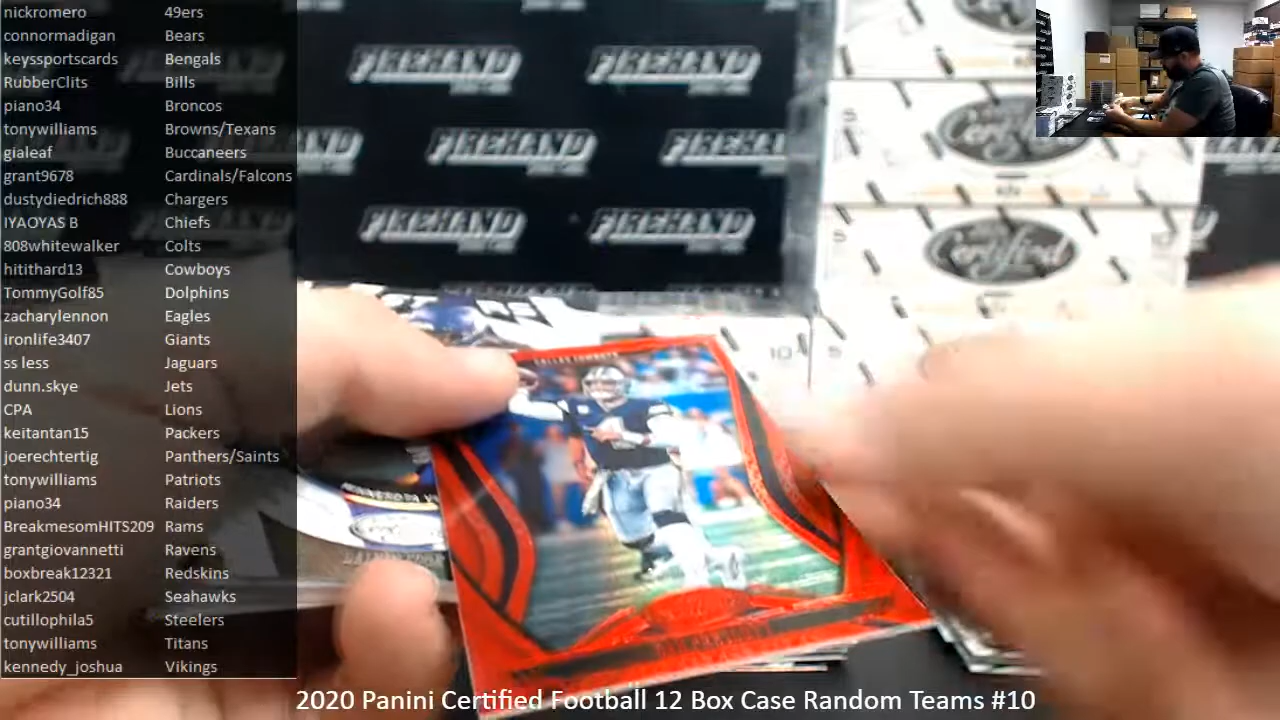 nickromero 49ers
connormadigan Bears
keyssportscards Bengals
RubberClits Bills
piano34 Broncos
tonywilliams Browns/Texans
gialeaf Buccaneers
grant9678 Cardinals/Falcons
dustydiedrich888 Chargers
IYAOYAS B Chiefs
808whitewalker Colts
hitithard13 Cowboys
TommyGolf85 Dolphins
zacharylennon Eagles
ironlife3407 Giants
ss less Jaguars
dunn.skye Jets
CPA Lions
keitantan15 Packers
joerechtertig Panthers/Saints
tonywilliams Patriots
piano34 Raiders
BreakmesomHITS209 Rams
grantgiovannetti Ravens
boxbreak12321 Redskins
jclark2504 Seahawks
cutillophila5 Steelers
tonywilliams Titans
kennedy_joshua Vikings
FIREHAND FIREHAND
FIREHAND FIREHAND
FIREHAND FIREHAND
Certified
Certified
DALLAS COWBOYS
2020 Panini Certified Football 12 Box Case Random Teams #10